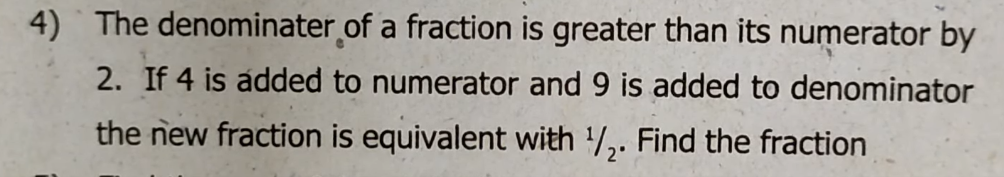 4) The denominater of a fraction is greater than its numerator by
2. If 4 is added to numerator and 9 is added to denominator
the new fraction is equivalent with 1/2. Find the fraction